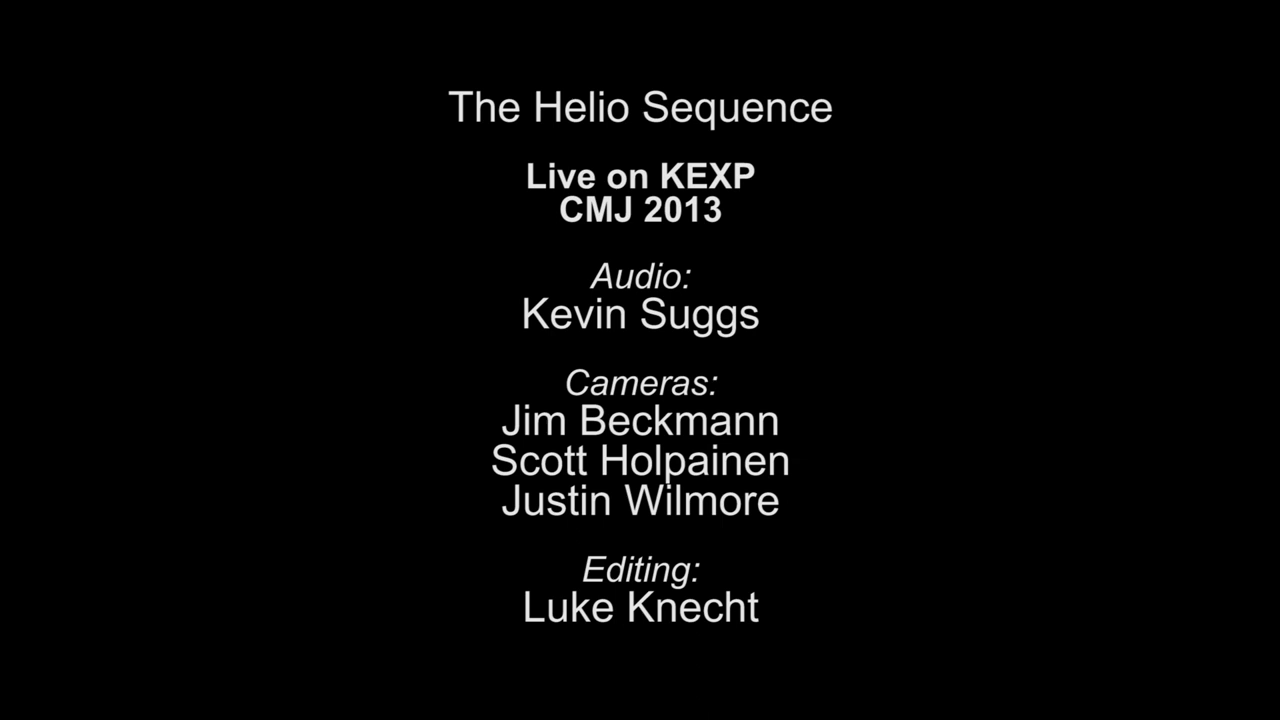 The Helio Sequence
Live on KEXP
CMJ 2013
Audio:
Kevin Suggs
Cameras:
Jim Beckmann
Scott Holpainen
Justin Wilmore
Editing:
Luke Knecht